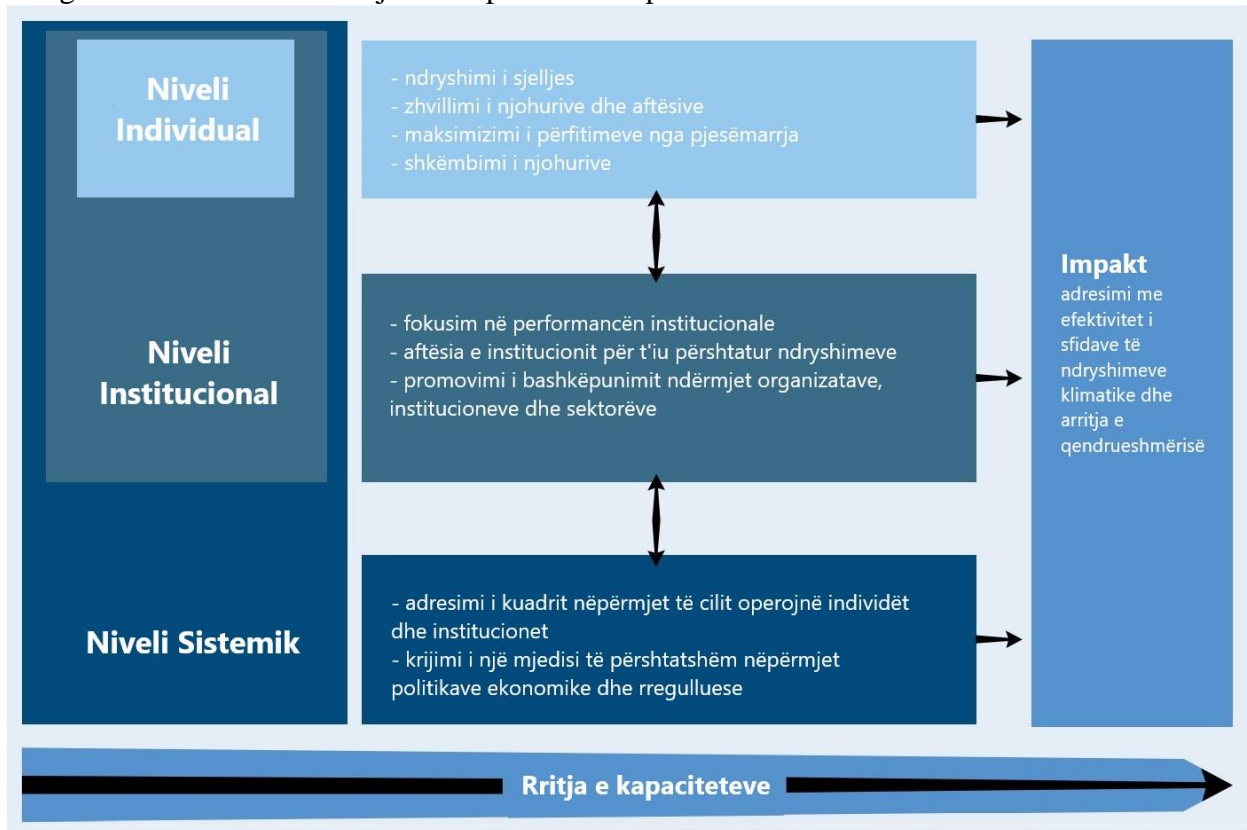 Niveli
Individual
- ndryshimi i sjelljes
- zhvillimi i njohurive dhe aftësive
- maksimizimi i përfitimeve nga pjesëmarrja
- shkëmbimi i njohurive
Niveli
Institucional
- fokusim në performancën institucionale
- aftësia e institucionit për t'iu përshtatur ndryshimeve
- promovimi i bashkëpunimit ndërmjet organizatave,
institucioneve dhe sektorëve
Niveli Sistemik
- adresimi i kuadrit nëpërmjet të cilit operojnë individët
dhe institucionet
- krijimi i një mjedisi të përshtatshëm nëpërmjet
politikave ekonomike dhe rregulluese
Impakt
adresimi me
efektivitet i
sfidave të
ndryshimeve
klimatike dhe
arritja e
qendrueshmërisë
Rritja e kapaciteteve